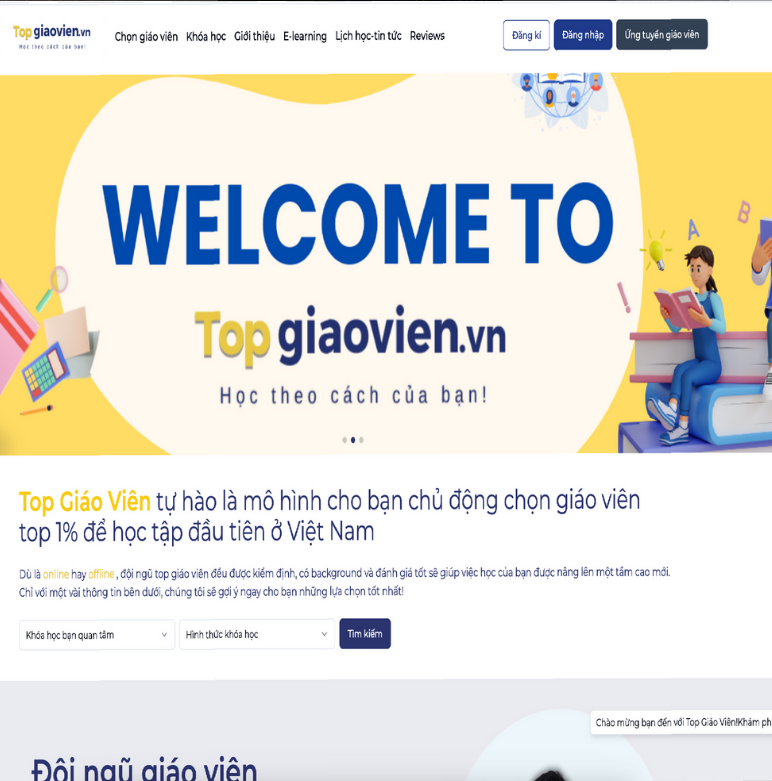 Topgiaovien.vn
Học theo cách của bạn!
Chọn giáo viên Khóa học Giới thiệu E-learning Lịch học-tin tức Reviews
Đăng kí Đăng nhập Ứng tuyển giáo viên
A
B
WELCOME TO
Top giaovien.vn
Học theo cách của bạn!
Top Giáo Viên tự hào là mô hình cho bạn chủ động chọn giáo viên
top 1% để học tập đầu tiên ở Việt Nam
Dù là online hay offline , đội ngũ top giáo viên đều được kiểm định, có background và đánh giá tốt sẽ giúp việc học của bạn được nâng lên một tầm cao mới.
Chỉ với một vài thông tin bên dưới, chúng tôi sẽ gợi ý ngay cho bạn những lựa chọn tốt nhất!
Khóa học bạn quan tâm Hình thức khóa học Tìm kiếm
Chào mừng bạn đến với Top Giáo Viên!Khám ph
Đội ngũ giáo viên